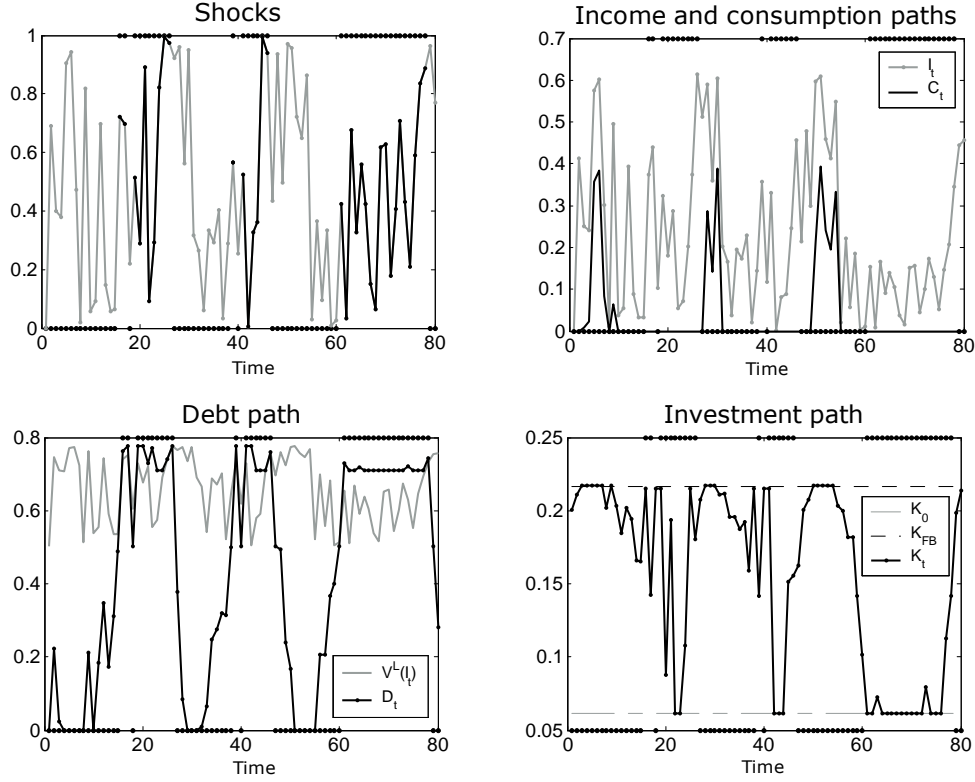 Shocks
1
0.8
0.6
0.4
0.2
0
0 20 40 60 80
Time
Income and consumption paths
0.7
0.6
0.5
0.4
0.3
0.2
0.1
0
I_t
C_t
0 20 40 60 80
Time
Debt path
0.8
0.6
0.4
0.2
0
V^L(I_t)
D_t
0 20 40 60 80
Time
Investment path
0.25
0.2
0.15
0.1
0.05
K_0
K_FB
K_t
0 20 40 60 80
Time